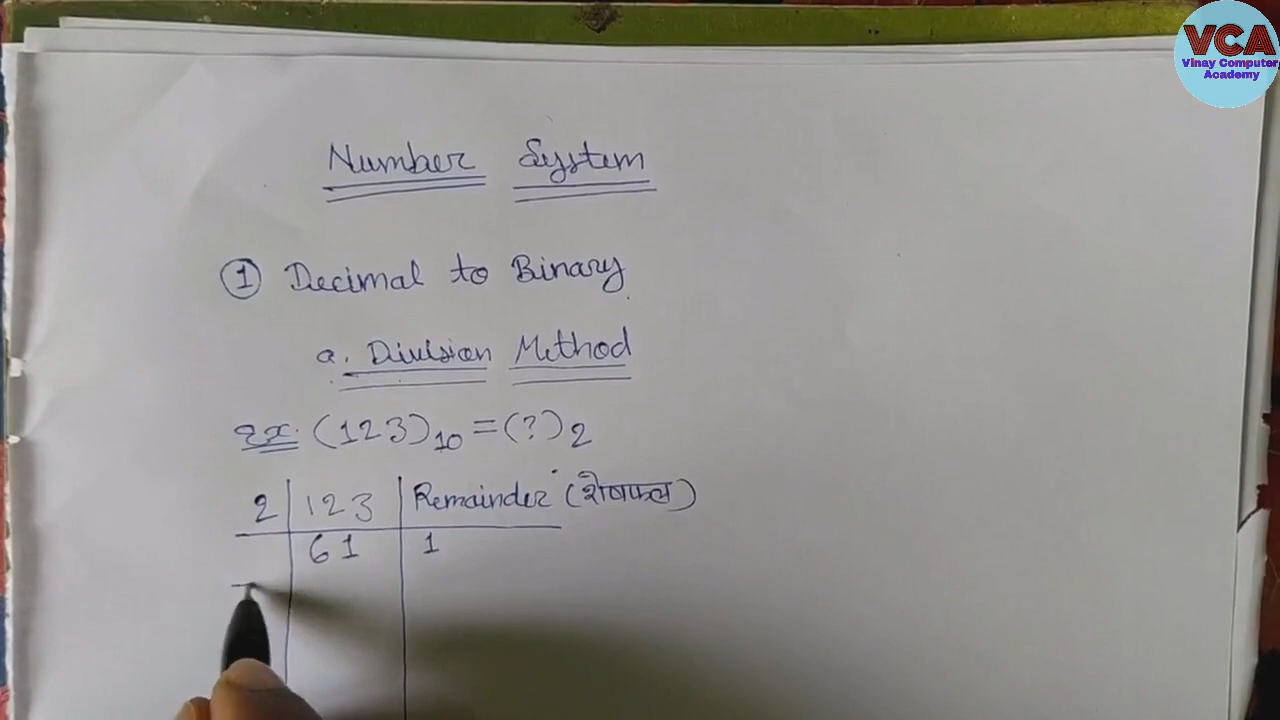 VCA
Vinay Computer
Academy
Number System
1 Decimal to Binary
a. Division Method
Ex: (123)10 = (?)2
2 | 123 | Remainder (शेषफल)
61 | 1